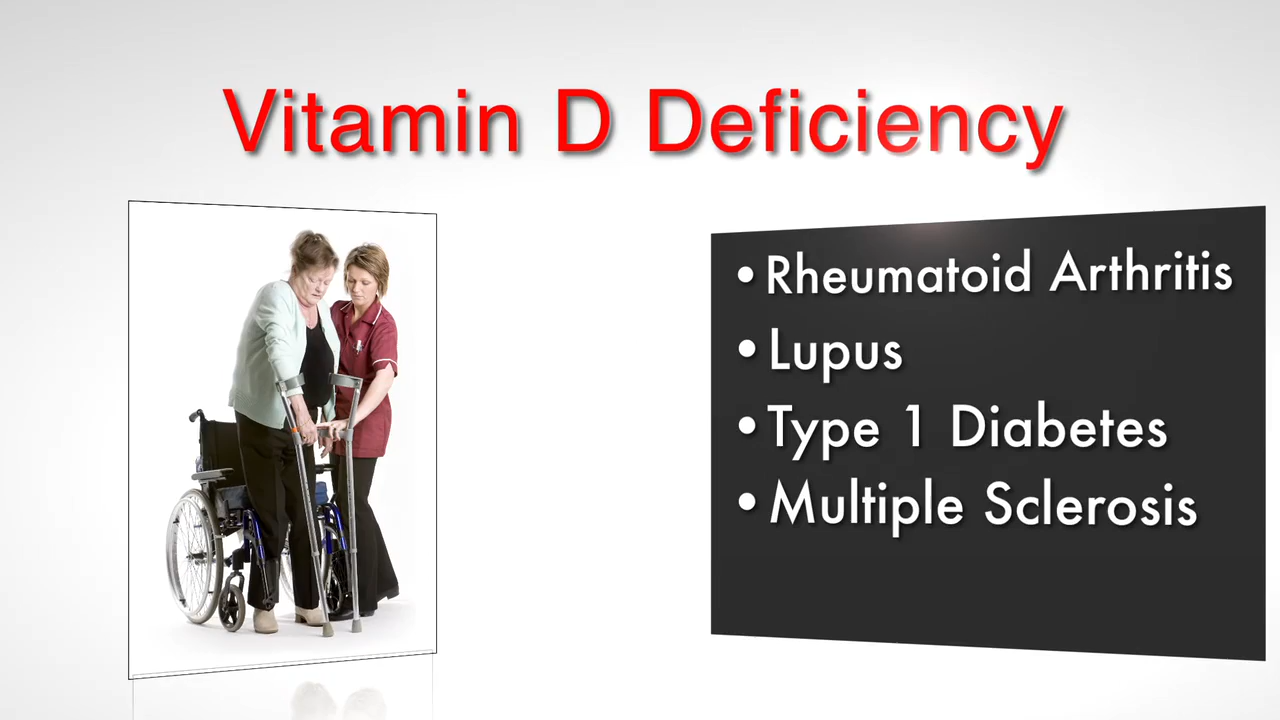 Vitamin D Deficiency
•Rheumatoid Arthritis
•Lupus
•Type 1 Diabetes
•Multiple Sclerosis